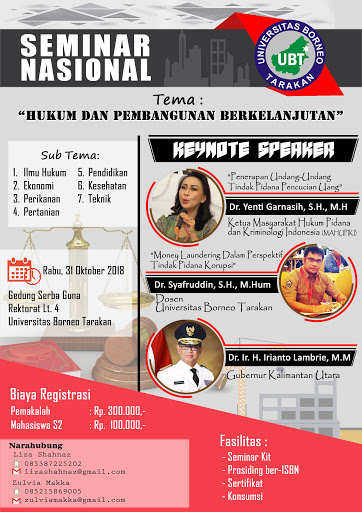 SEMINAR
NASIONAL
UNIVERSITAS BORNEO
UBT
TARAKAN
Tema :
“HUKUM DAN PEMBANGUNAN BERKELANJUTAN”
Sub Tema:
1. Ilmu Hukum
2. Ekonomi
3. Perikanan
4. Pertanian
5. Pendidikan
6. Kesehatan
7. Teknik
Rabu, 31 Oktober 2018
Gedung Serba Guna
Rektorat Lt. 4
Universitas Borneo Tarakan
KEYNOTE SPEAKER
“Penerapan Undang-Undang
Tindak Pidana Pencucian Uang”
Dr. Yenti Garnasih, S.H., M.H
Ketua Masyarakat Hukum Pidana
dan Kriminologi Indonesia (MAHUPIKI)
“Money Laundering Dalam Perspektif
Tindak Pidana Korupsi”
Dr. Syafruddin, S.H., M.Hum
Dosen
Universitas Borneo Tarakan
Dr. Ir. H. Irianto Lambrie, M.M
Gubernur Kalimantan Utara
Biaya Registrasi
Pemakalah : Rp. 300.000,-
Mahasiswa S2 : Rp. 100.000,-
Narahubung
Liza Shahnaz
085387225202
lizashahnaz@gmail.com
Zulvia Makka
085215869005
zulviamakka@gmail.com
Fasilitas :
- Seminar Kit
- Prosiding ber-ISBN
- Sertifikat
- Konsumsi